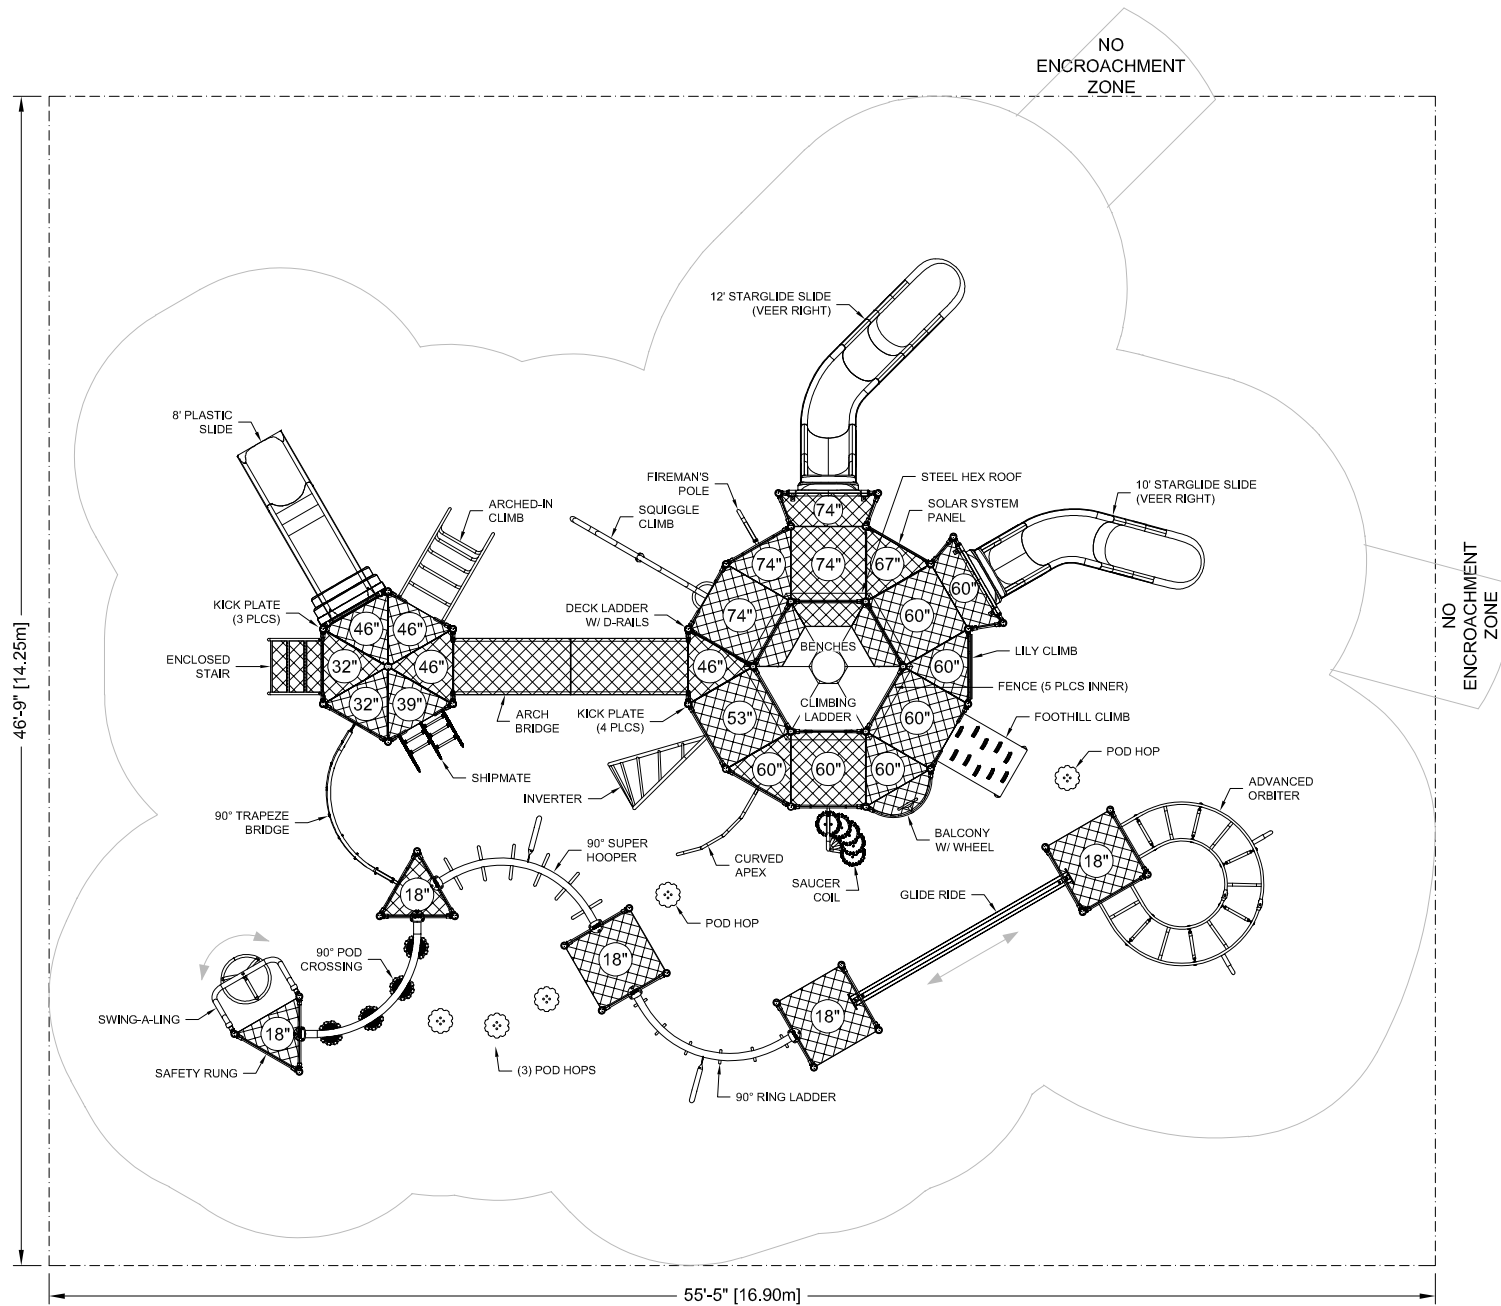 NO
ENCROACHMENT
ZONE
12' STARGLIDE SLIDE
(VEER RIGHT)
8' PLASTIC
SLIDE
ARCHED-IN
CLIMB
FIREMAN'S
POLE
SQUIGGLE
CLIMB
STEEL HEX ROOF
SOLAR SYSTEM
PANEL
10' STARGLIDE SLIDE
(VEER RIGHT)
74"
74"
74"
67"
60"
74"
60"
KICK PLATE
(3 PLCS)
DECK LADDER
W/ D-RAILS
46"
46"
32"
46"
32"
39"
ENCLOSED
STAIR
ARCH
BRIDGE
46"
BENCHES
60"
LILY CLIMB
FENCE (5 PLCS INNER)
CLIMBING
LADDER
KICK PLATE
(4 PLCS)
53"
60"
FOOTHILL CLIMB
POD HOP
60"
60"
60"
SHIPMATE
INVERTER
ADVANCED
ORBITER
90° TRAPEZE
BRIDGE
90° SUPER
HOOPER
CURVED
APEX
SAUCER
COIL
BALCONY
W/ WHEEL
18"
GLIDE RIDE
18"
POD HOP
90° POD
CROSSING
18"
SWING-A-LING
18"
18"
SAFETY RUNG
(3) POD HOPS
90° RING LADDER
NO
ENCROACHMENT
ZONE
46'-9" [14.25m]
55'-5" [16.90m]